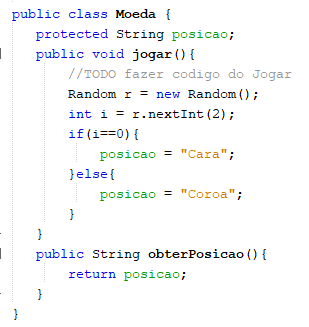 public class Moeda {
protected String posicao;
public void jogar(){
//TODO fazer codigo do Jogar
Random r = new Random();
int i = r.nextInt(2);
if(i==0){
posicao = "Cara";
}else{
posicao = "Coroa";
}
}
public String obterPosicao(){
return posicao;
}
}